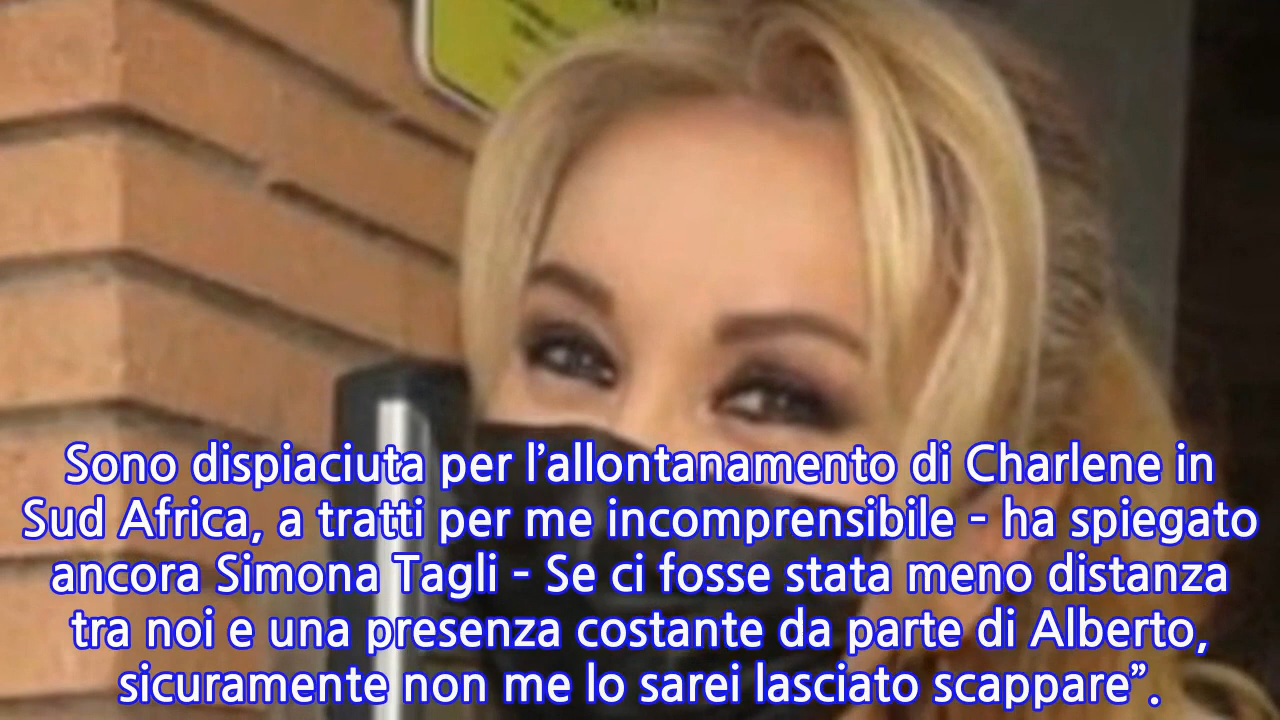 Sono dispiaciuta per l’allontanamento di Charlene in
Sud Africa, a tratti per me incomprensibile - ha spiegato
ancora Simona Tagli - Se ci fosse stata meno distanza
tra noi e una presenza costante da parte di Alberto,
sicuramente non me lo sarei lasciato scappare”.